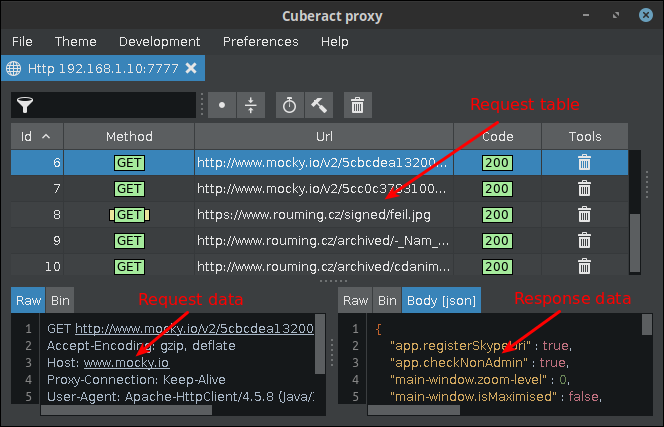 Cuberact proxy
File Theme Development Preferences Help
Http 192.168.1.10:7777
Request table
Id Method Url Code Tools
6 GET http://www.mocky.io/v2/5cbcdea13200... 200
7 GET http://www.mocky.io/v2/5cc0c3793100... 200
8 GET https://www.rouming.cz/signed/feil.jpg 200
9 GET http://www.rouming.cz/archived/-_Nam_... 200
10 GET http://www.rouming.cz/archived/cdanim... 200
Raw Bin Request data
1 GET http://www.mocky.io/v2/5cbcdea13200
2 Accept-Encoding: gzip, deflate
3 Host: www.mocky.io
4 Proxy-Connection: Keep-Alive
5 User-Agent: Apache-HttpClient/4.5.8 (Java/
Raw Bin Body [json] Response data
1 {
2 "app.registerSkypeUri" : true,
3 "app.checkNonAdmin" : true,
4 "main-window.zoom-level" : 0,
5 "main-window.isMaximised" : false,